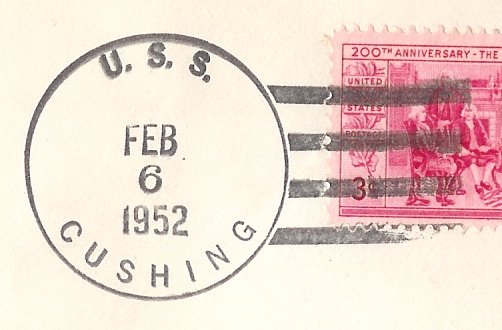 U. S. S.
FEB
6
1952
CUSHING
200TH ANNIVERSARY - THE
UNITED
STATES
POSTAGE
3¢